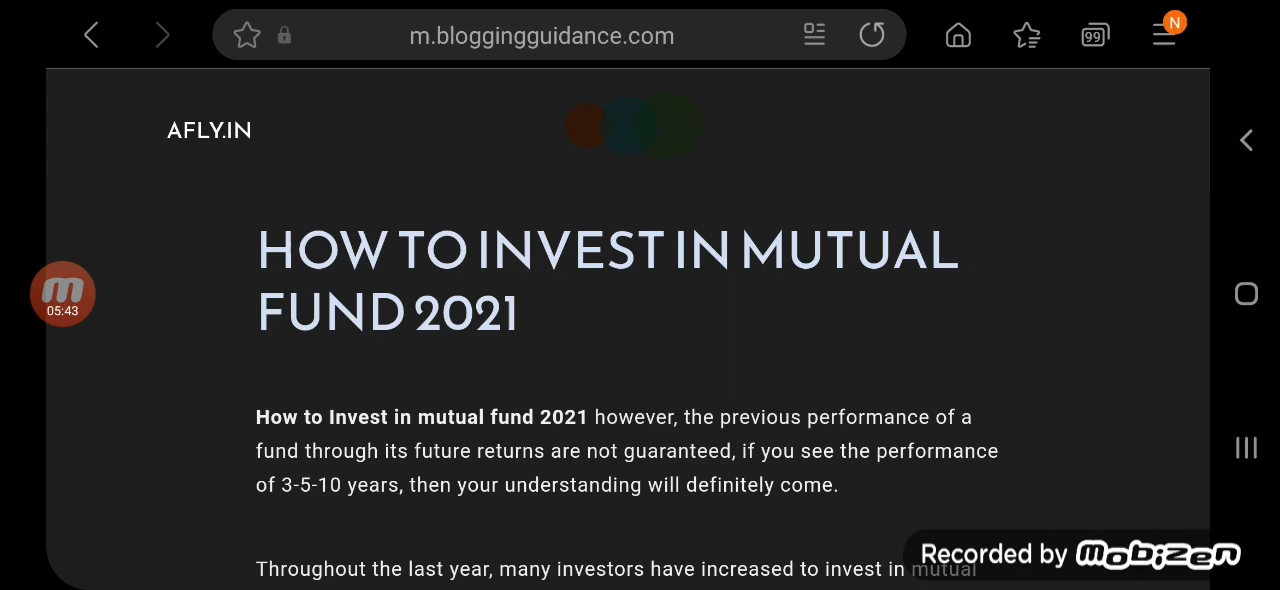 m.bloggingguidance.com
99
N
AFLY.IN
HOW TO INVEST IN MUTUAL
FUND 2021
m
05:43
How to Invest in mutual fund 2021 however, the previous performance of a
fund through its future returns are not guaranteed, if you see the performance
of 3-5-10 years, then your understanding will definitely come.
Recorded by mobizen
Throughout the last year, many investors have increased to invest in mutual